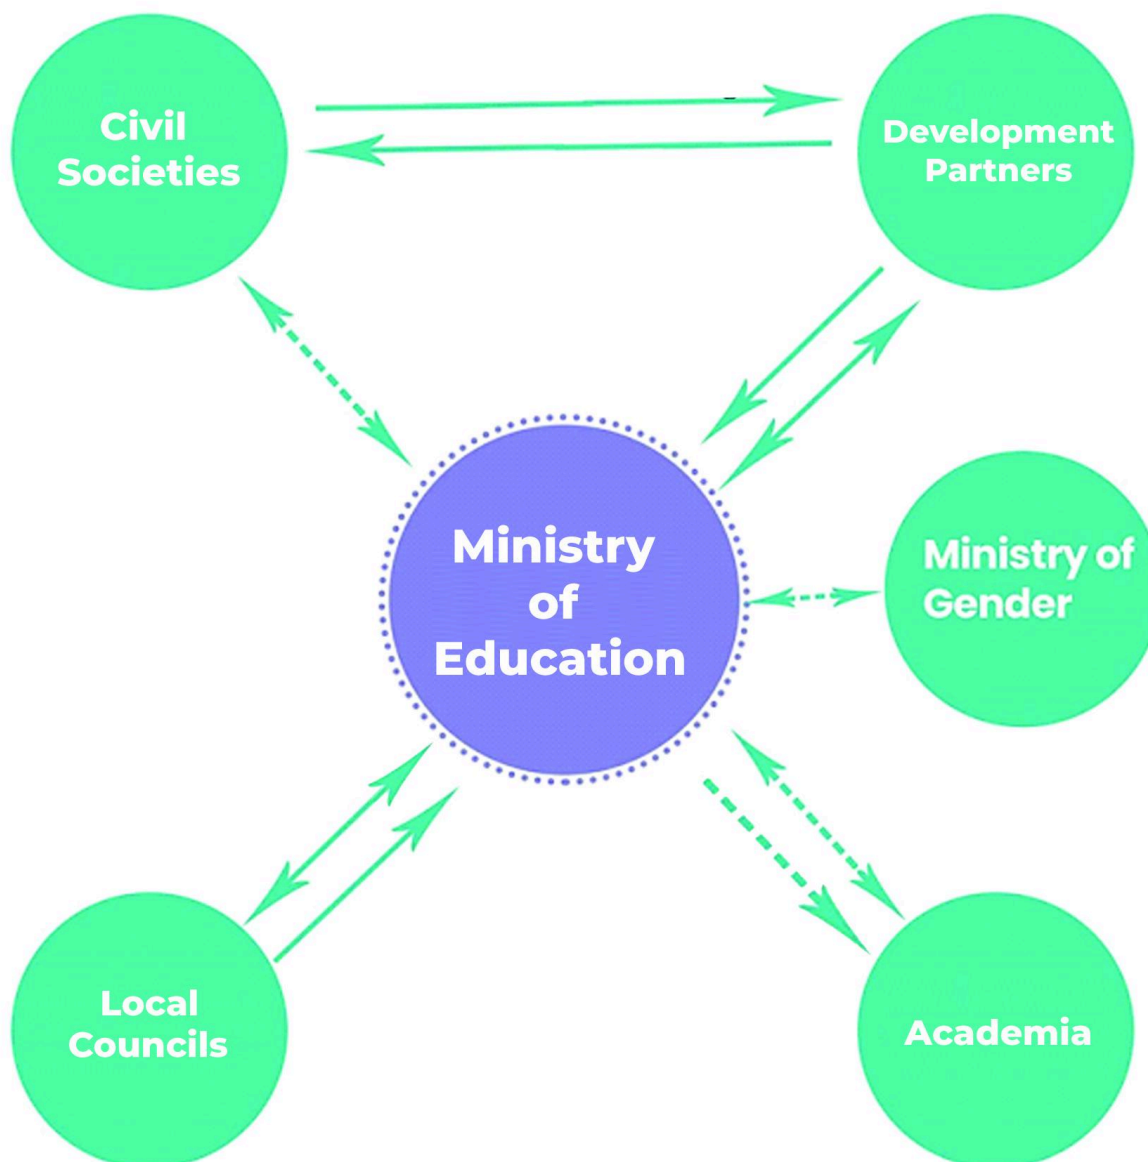 Civil
Societies
Development
Partners
Ministry
of
Education
Ministry of
Gender
Local
Councils
Academia